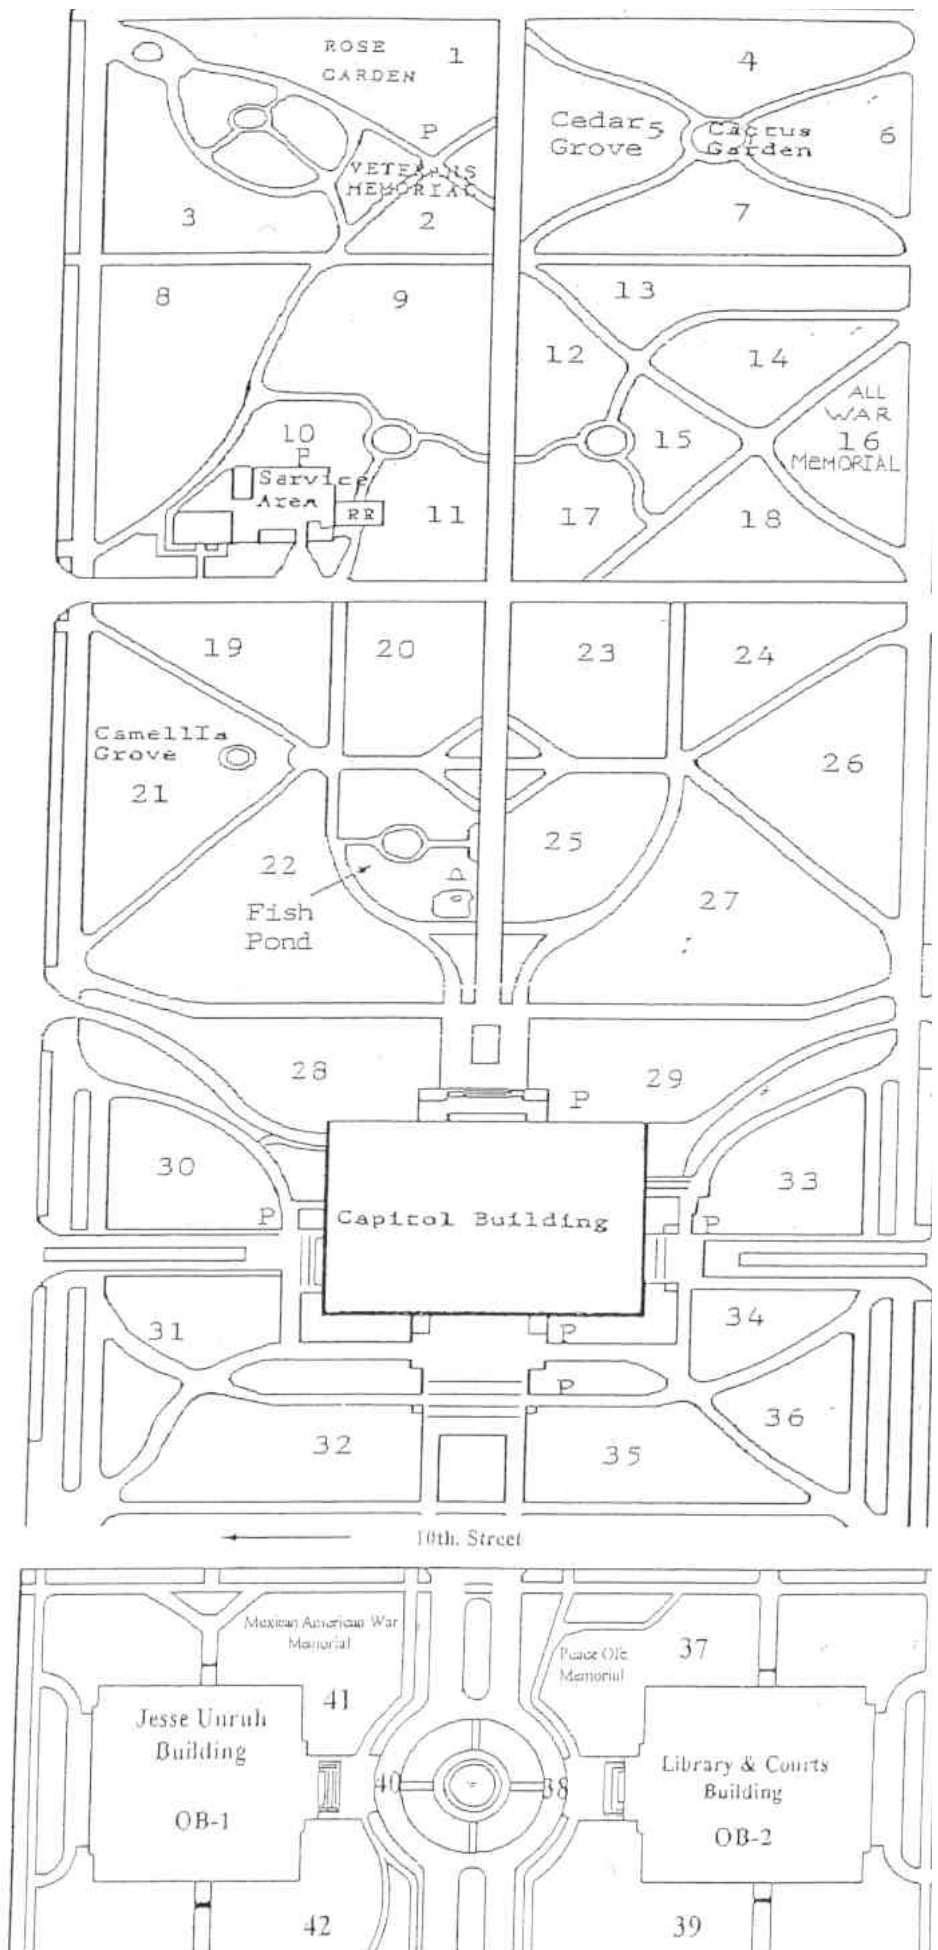 ROSE
GARDEN
1
4
Cedar
Grove
5
Cactus
Garden
6
P
VETERANS
MEMORIAL
3
2
7
8
9
13
12
14
ALL
WAR
16
MEMORIAL
10
P
Service
Area
RR
15
11
17
18
19
20
23
24
Camellia
Grove
21
26
22
25
Fish
Pond
27
28
29
P
30
33
P
P
Capitol Building
31
34
P
P
32
35
36
10th. Street
Mexican American War
Memorial
Peace Ofc
Memorial
37
41
Jesse Unruh
Building
OB-1
40
38
Library & Courts
Building
OB-2
42
39